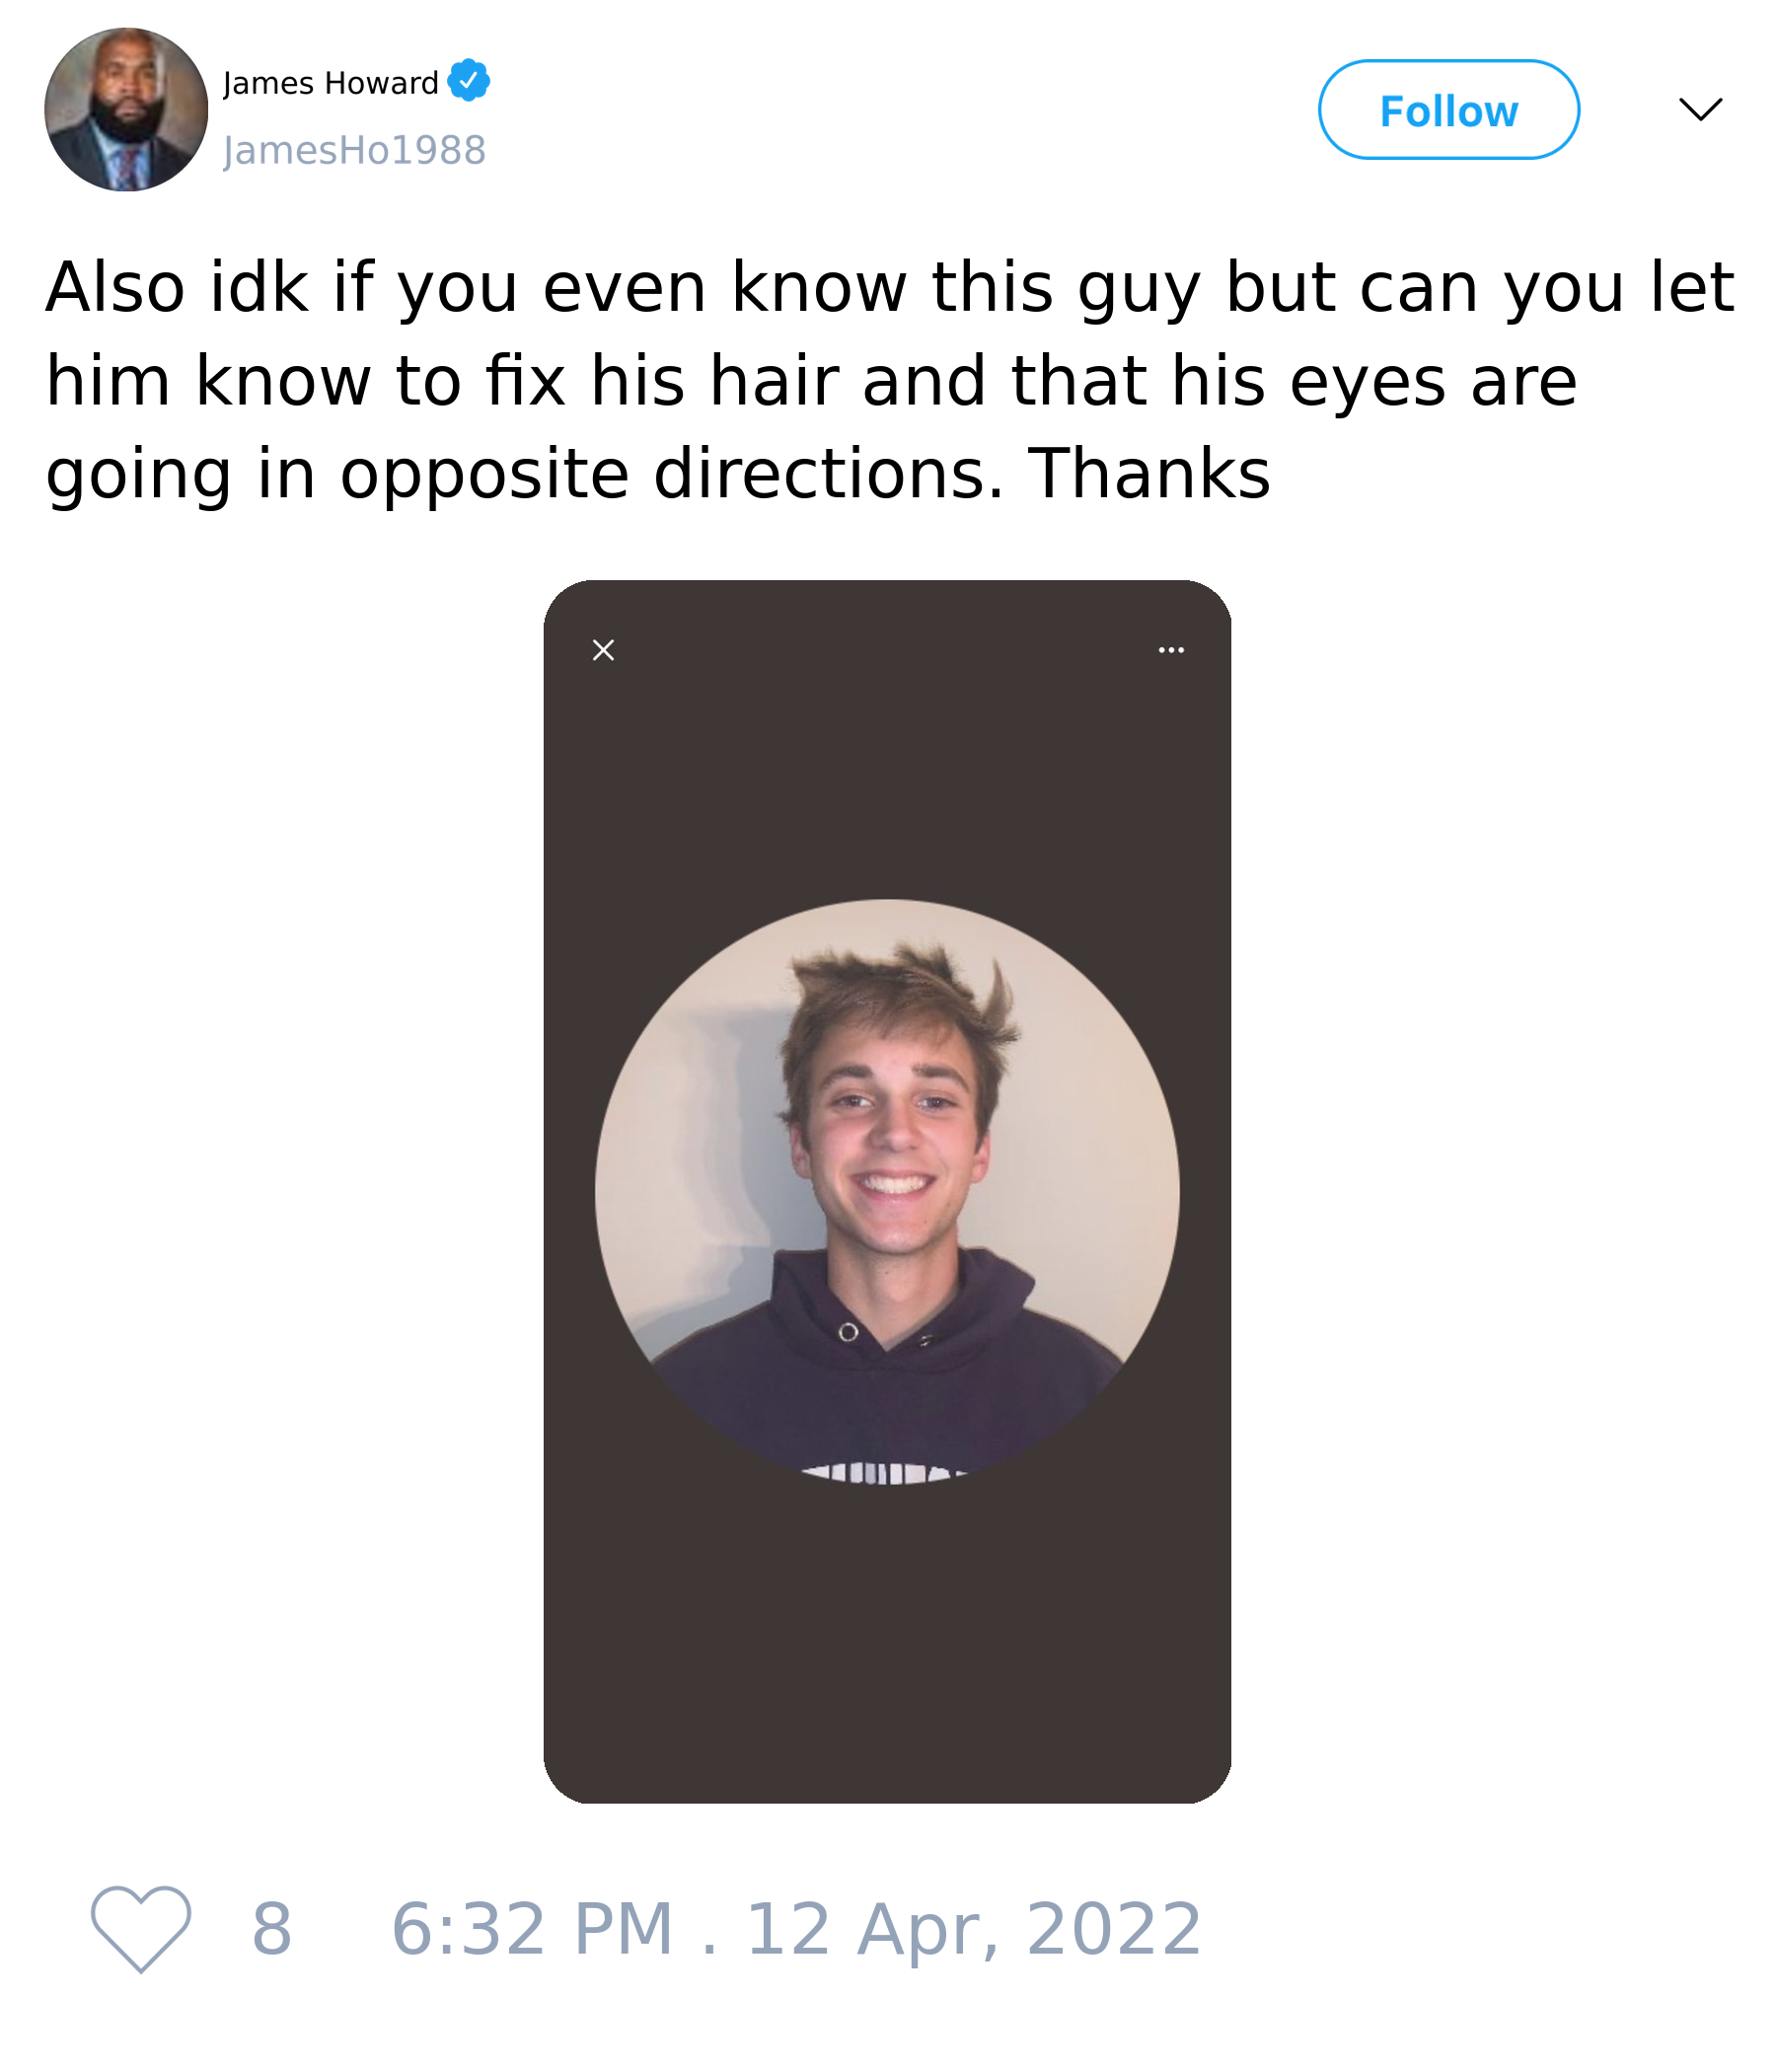 James Howard
JamesHo1988
Follow
Also idk if you even know this guy but can you let
him know to fix his hair and that his eyes are
going in opposite directions. Thanks
8 6:32 PM . 12 Apr, 2022